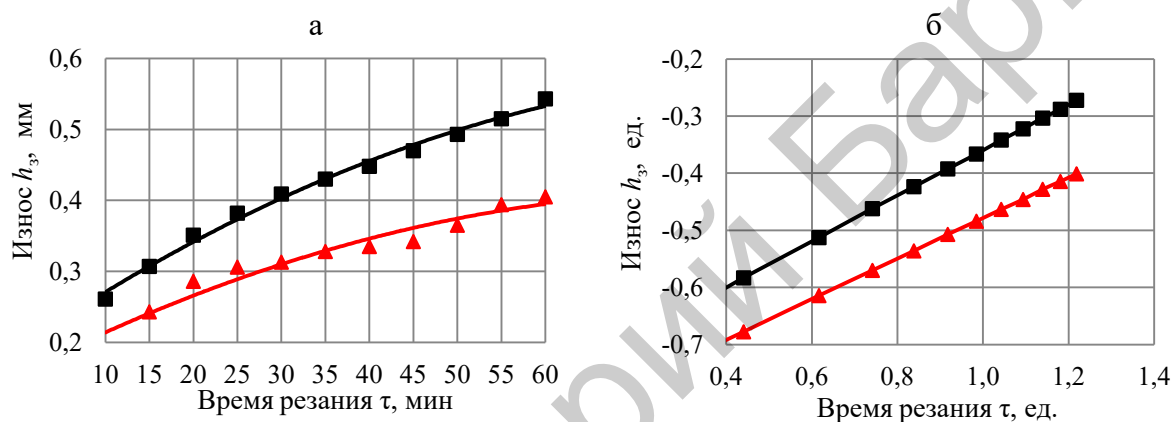 а
0,6
0,5
0,4
0,3
0,2
Износ hз, мм
10 15 20 25 30 35 40 45 50 55 60
Время резания τ, мин
б
-0,2
-0,3
-0,4
-0,5
-0,6
-0,7
Износ hз, ед.
0,4 0,6 0,8 1,0 1,2 1,4
Время резания τ, ед.
рий Бар